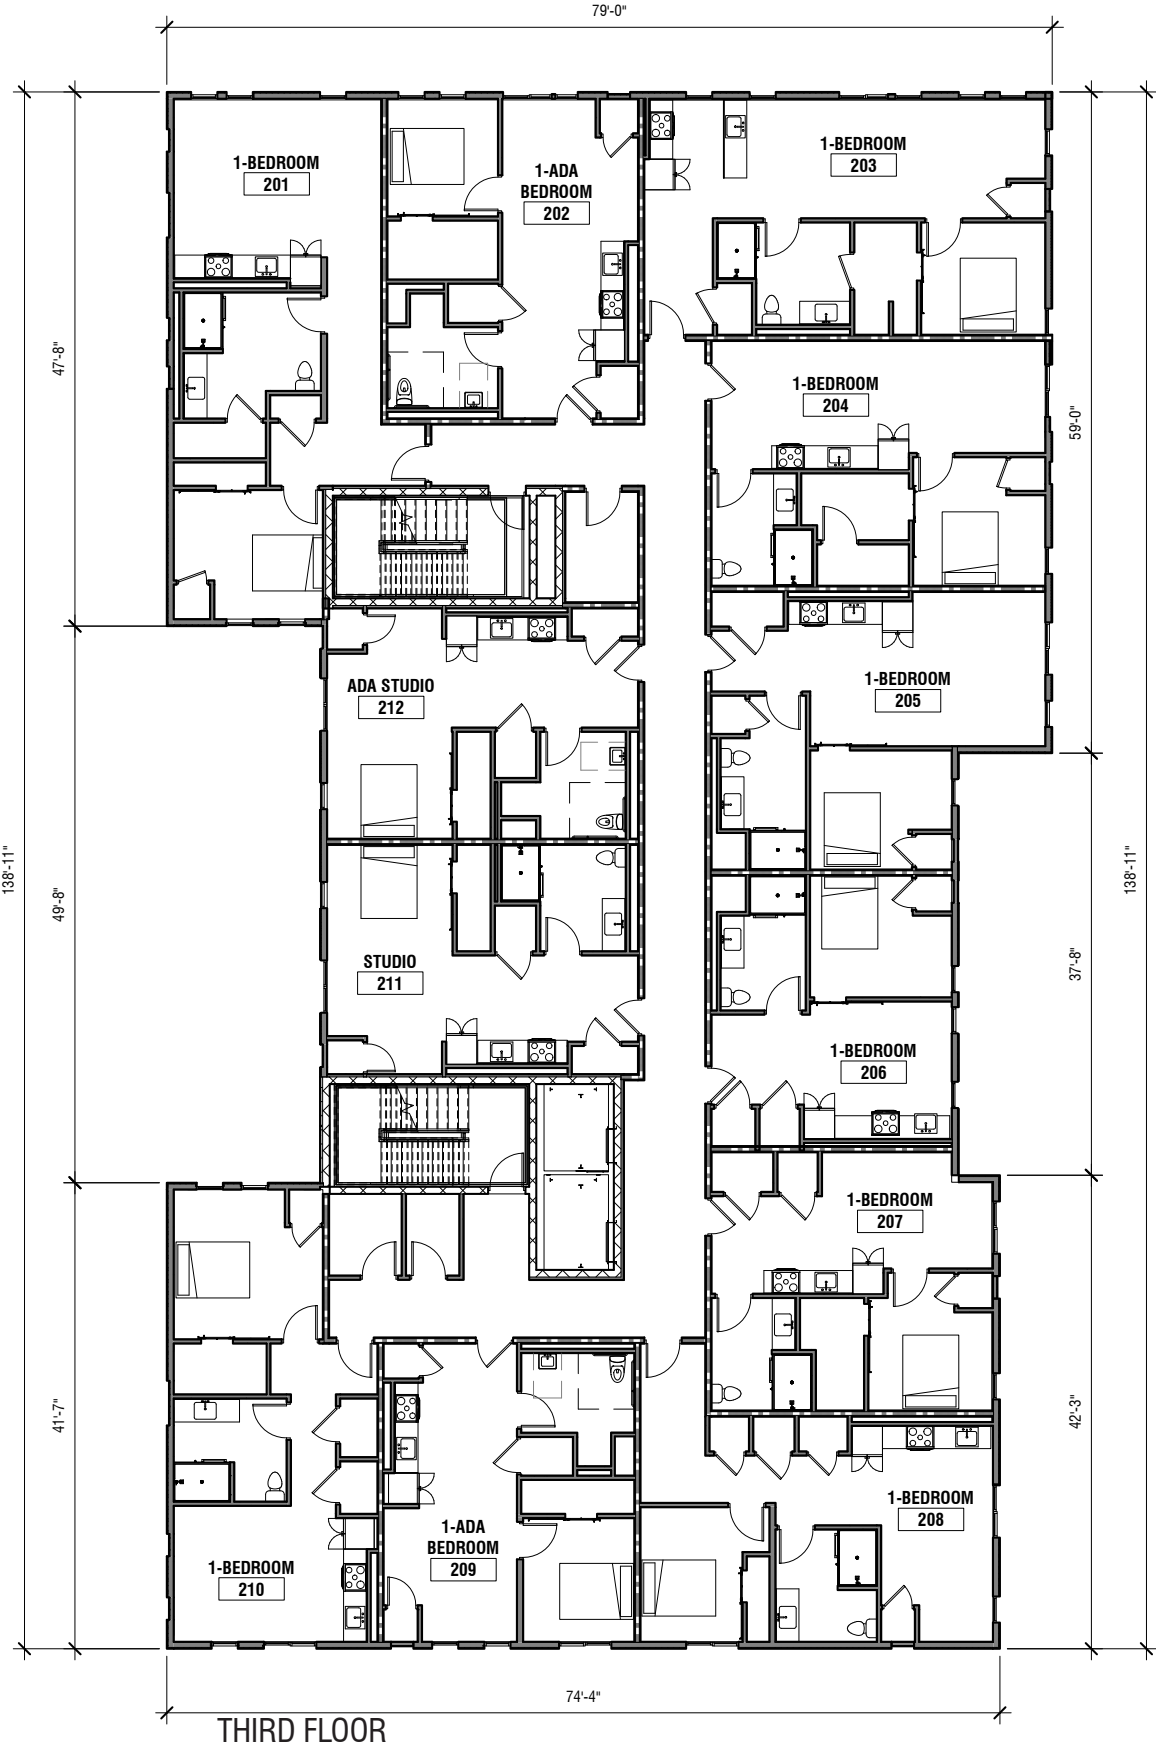 79'-0"
1-BEDROOM
201
1-ADA
BEDROOM
202
1-BEDROOM
203
47'-8"
1-BEDROOM
204
59'-0"
ADA STUDIO
212
1-BEDROOM
205
138'-11"
49'-8"
138'-11"
STUDIO
211
37'-8"
1-BEDROOM
206
1-BEDROOM
207
41'-7"
42'-3"
1-BEDROOM
208
1-ADA
BEDROOM
209
1-BEDROOM
210
74'-4"
THIRD FLOOR